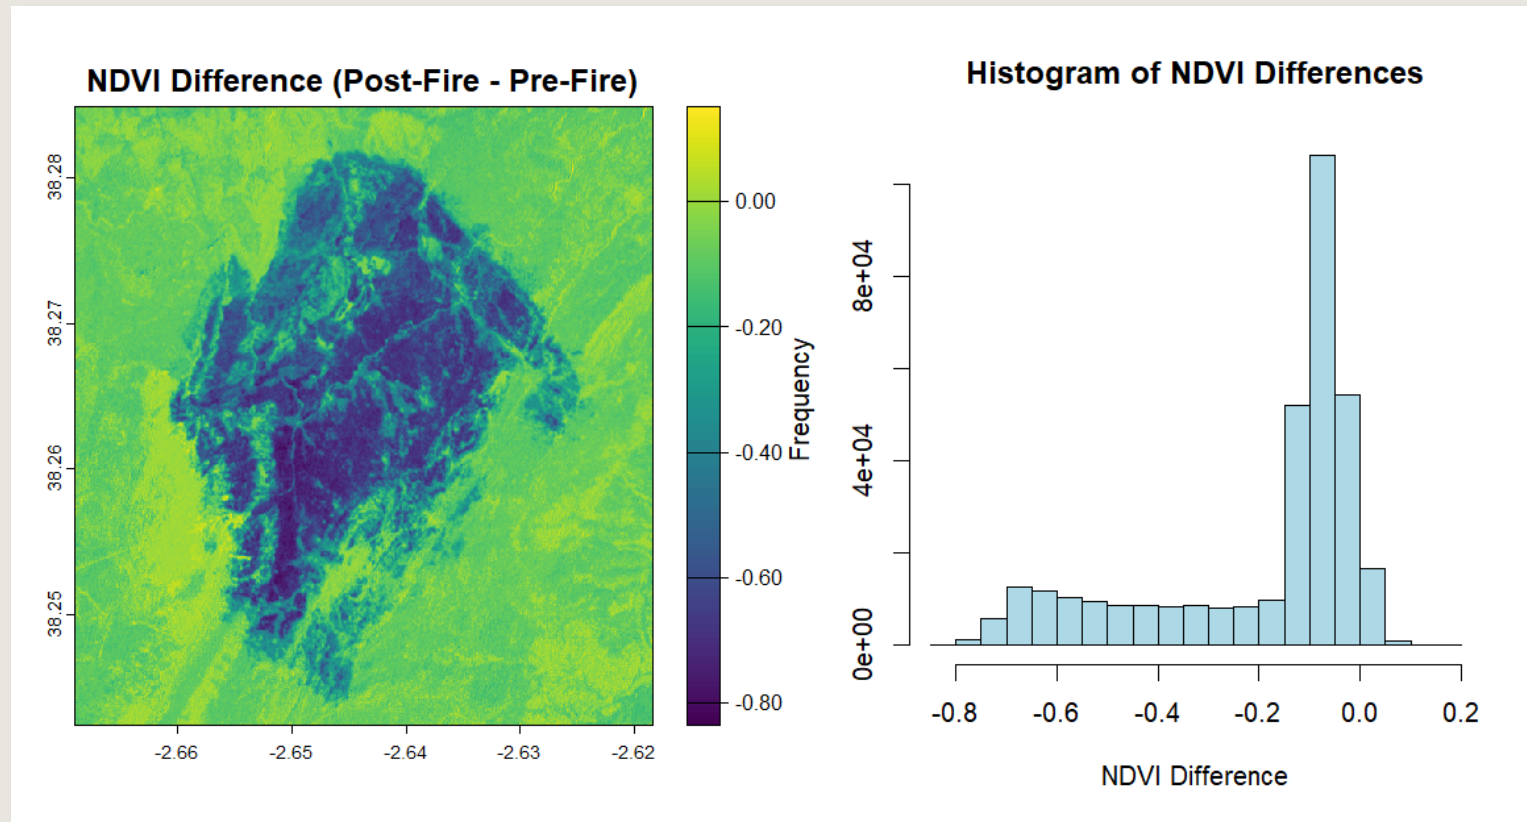 NDVI Difference (Post-Fire - Pre-Fire)
38.28
38.27
38.26
38.25
-2.66 -2.65 -2.64 -2.63 -2.62
0.00
-0.20
-0.40
-0.60
-0.80
Histogram of NDVI Differences
Frequency
8e+04
4e+04
0e+00
-0.8 -0.6 -0.4 -0.2 0.0 0.2
NDVI Difference